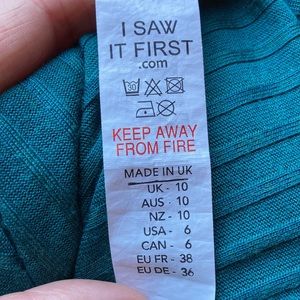 I SAW
IT FIRST
.com
30
KEEP AWAY
FROM FIRE
MADE IN UK
UK - 10
AUS - 10
NZ - 10
USA - 6
CAN - 6
EU FR - 38
EU DE - 36